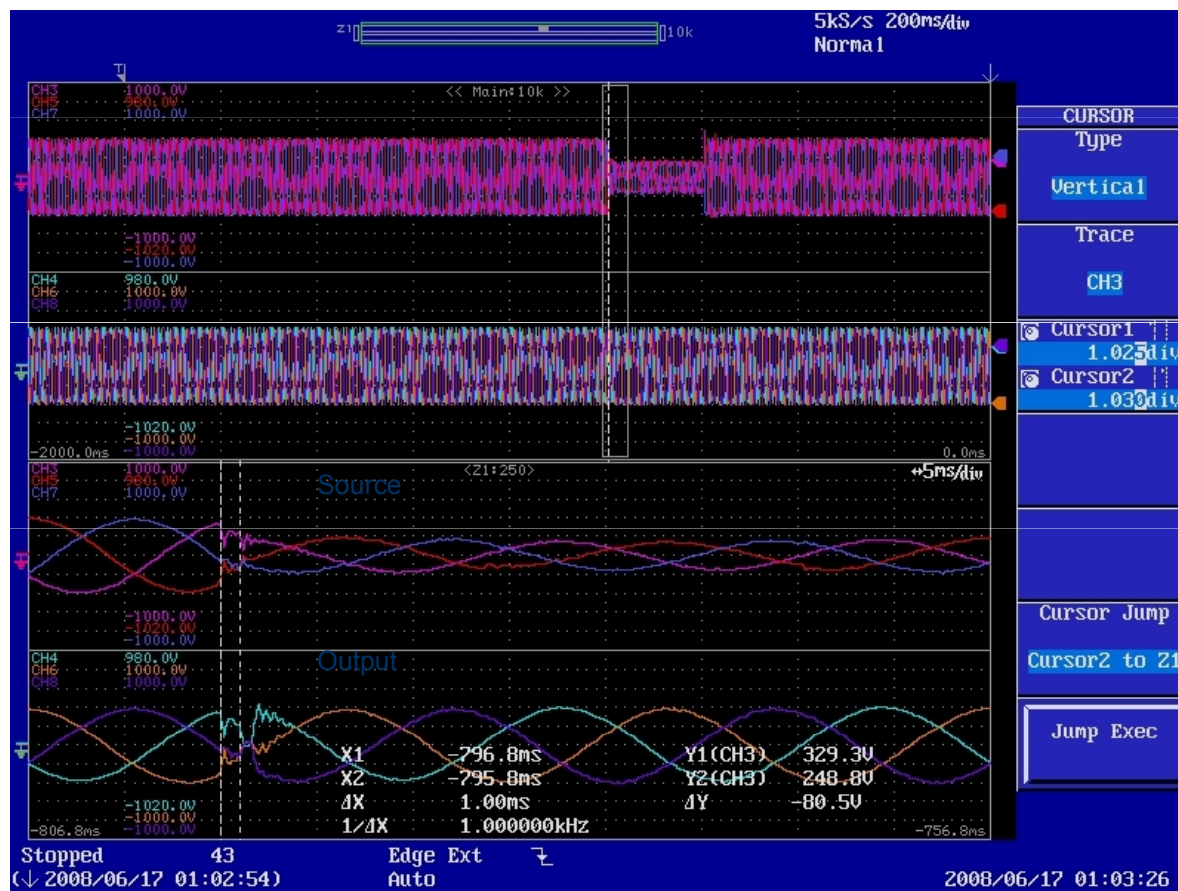 Z1 10k
5kS/s 200ms/div
Normal
T
CH3 1000.0V << Main:10k >>
CH5 980.0V
CH7 1000.0V
-1000.0V
-1020.0V
-1000.0V
CH4 980.0V
CH6 1000.0V
CH8 1000.0V
-1020.0V
-1000.0V
-2000.0ms -1000.0V 0.0ms
CH3 1000.0V <Z1:250> 5ms/div
CH5 980.0V
CH7 1000.0V
Source
-1000.0V
-1020.0V
-1000.0V
CH4 980.0V
CH6 1000.0V
CH8 1000.0V
Output
X1 -796.8ms Y1(CH3) 329.3V
X2 -795.8ms Y2(CH3) 248.8V
ΔX 1.00ms ΔY -80.5V
1/ΔX 1.000000kHz
-1020.0V
-1000.0V
-806.8ms -1000.0V -756.8ms
CURSOR
Type
Vertical
Trace
CH3
Cursor1
1.025div
Cursor2
1.030div
Cursor Jump
Cursor2 to Z1
Jump Exec
Stopped 43 Edge Ext
(↓ 2008/06/17 01:02:54) Auto 2008/06/17 01:03:26